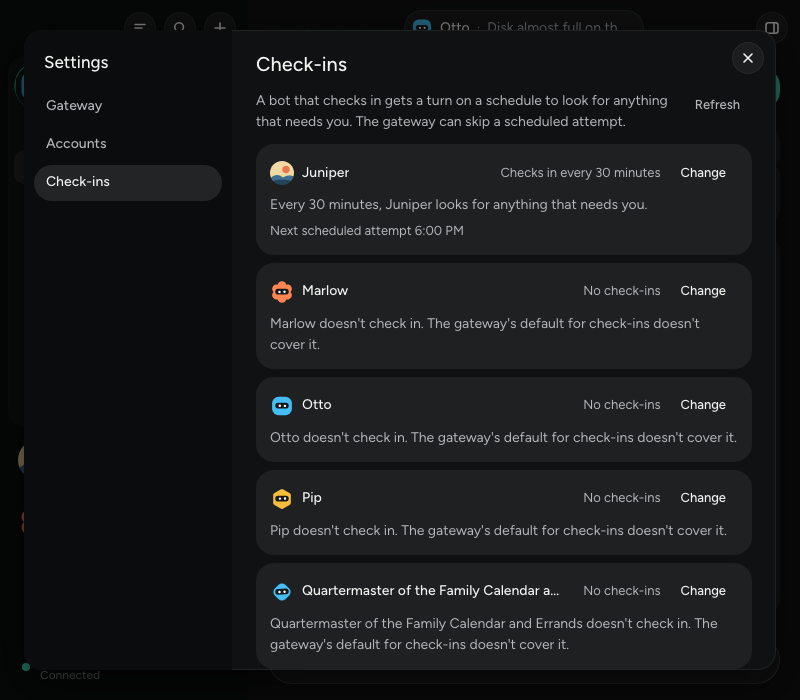 Otto · Disk almost full on th
Settings
Gateway
Accounts
Check-ins
Check-ins
A bot that checks in gets a turn on a schedule to look for anything
that needs you. The gateway can skip a scheduled attempt.
Refresh
Juniper
Checks in every 30 minutes
Change
Every 30 minutes, Juniper looks for anything that needs you.
Next scheduled attempt 6:00 PM
Marlow
No check-ins
Change
Marlow doesn't check in. The gateway's default for check-ins doesn't
cover it.
Otto
No check-ins
Change
Otto doesn't check in. The gateway's default for check-ins doesn't cover it.
Pip
No check-ins
Change
Pip doesn't check in. The gateway's default for check-ins doesn't cover it.
Quartermaster of the Family Calendar a...
No check-ins
Change
Quartermaster of the Family Calendar and Errands doesn't check in. The
gateway's default for check-ins doesn't cover it.
Connected